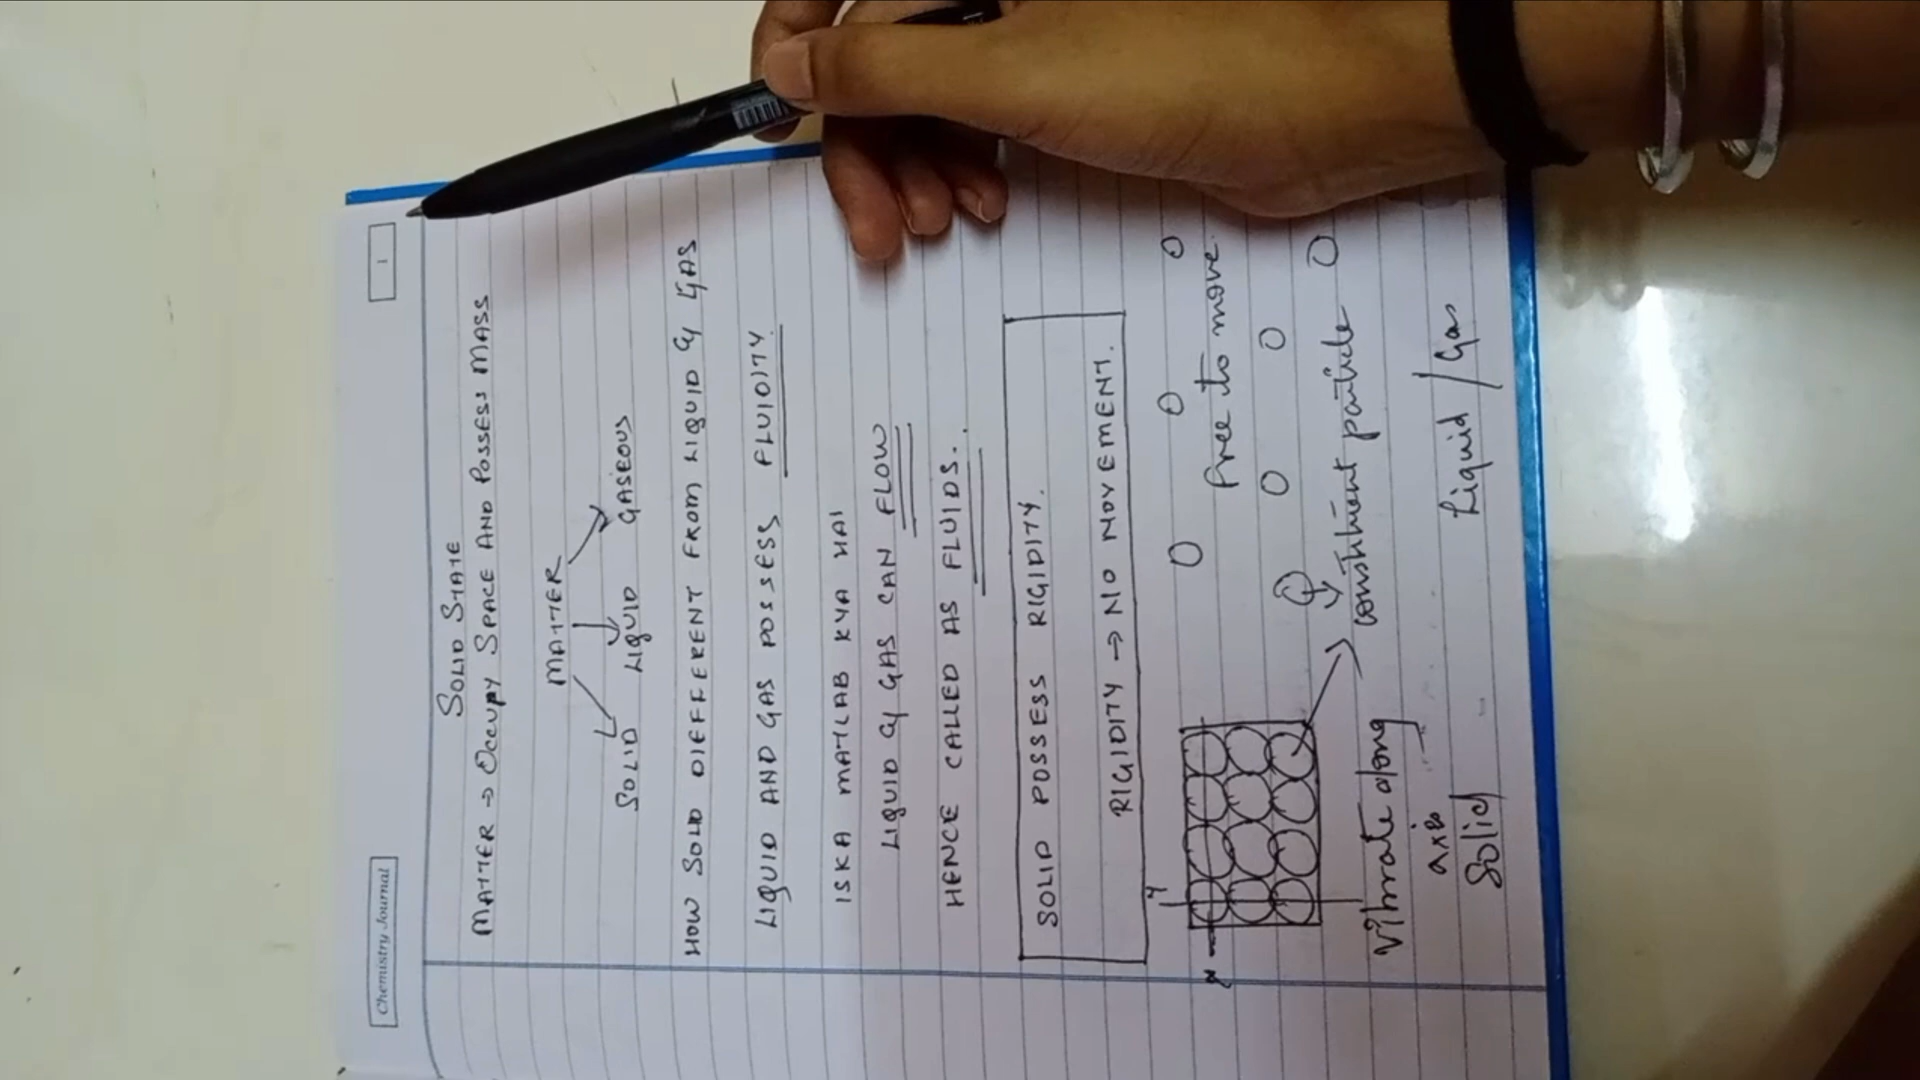 Chemistry Journal
1
SOLID STATE
MATTER → OCCUPY SPACE AND POSSESS MASS
MATTER
SOLID LIQUID GASEOUS
HOW SOLID DIFFERENT FROM LIQUID & GAS
LIQUID AND GAS POSSESS FLUIDITY.
ISKA MATLAB KYA HAI
LIQUID & GAS CAN FLOW
HENCE CALLED AS FLUIDS.
SOLID POSSESS RIGIDITY.
RIGIDITY → NO MOVEMENT.
Y
x
free to move.
constituent particle
Vibrate along
axis
Solid
Liquid / Gas